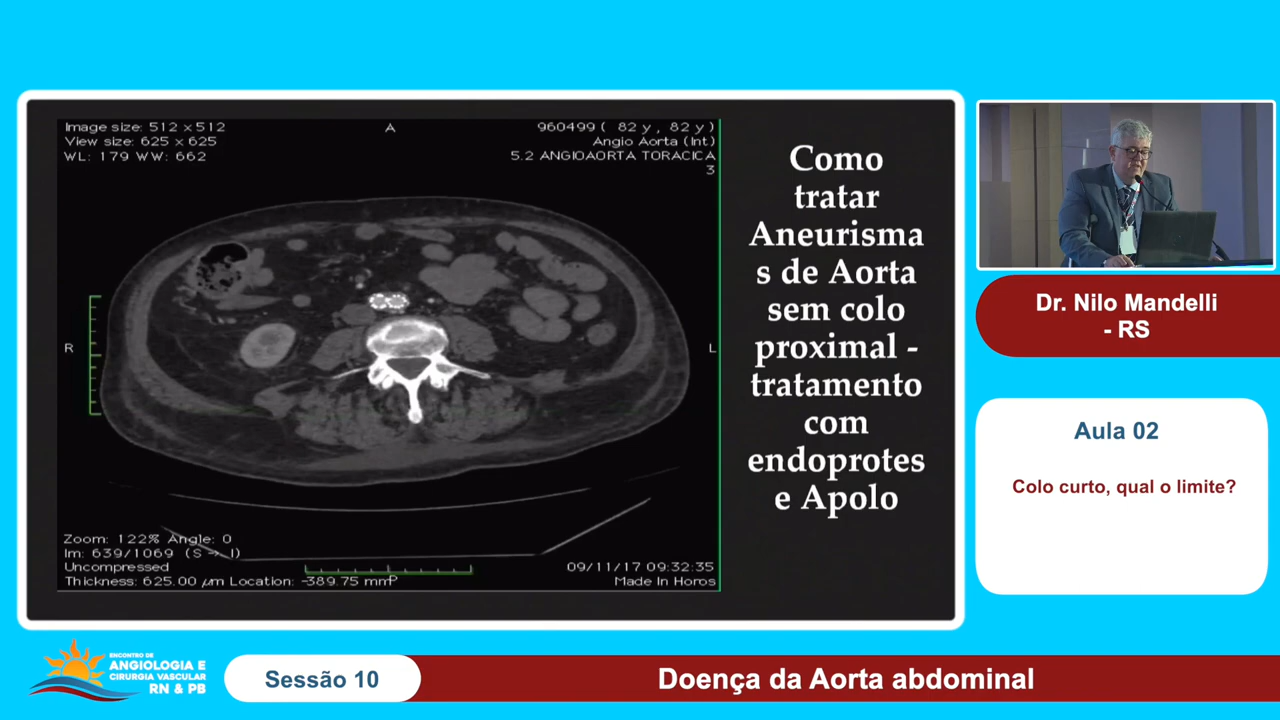 Image size: 512 x 512
View size: 625 x 625
WL: 179 WW: 662
A
960499 ( 82 y , 82 y )
Angio Aorta (Int)
5.2 ANGIOAORTA TORACICA
3
R
L
Zoom: 122% Angle: 0
Im: 639/1069 (S -> I)
Uncompressed
Thickness: 625.00 µm Location: -389.75 mm
P
09/11/17 09:32:35
Made In Horos
Como
tratar
Aneurisma
s de Aorta
sem colo
proximal -
tratamento
com
endoprotes
e Apolo
Dr. Nilo Mandelli
- RS
Aula 02
Colo curto, qual o limite?
ENCONTRO DE
ANGIOLOGIA E
CIRURGIA VASCULAR
RN & PB
Sessão 10
Doença da Aorta abdominal